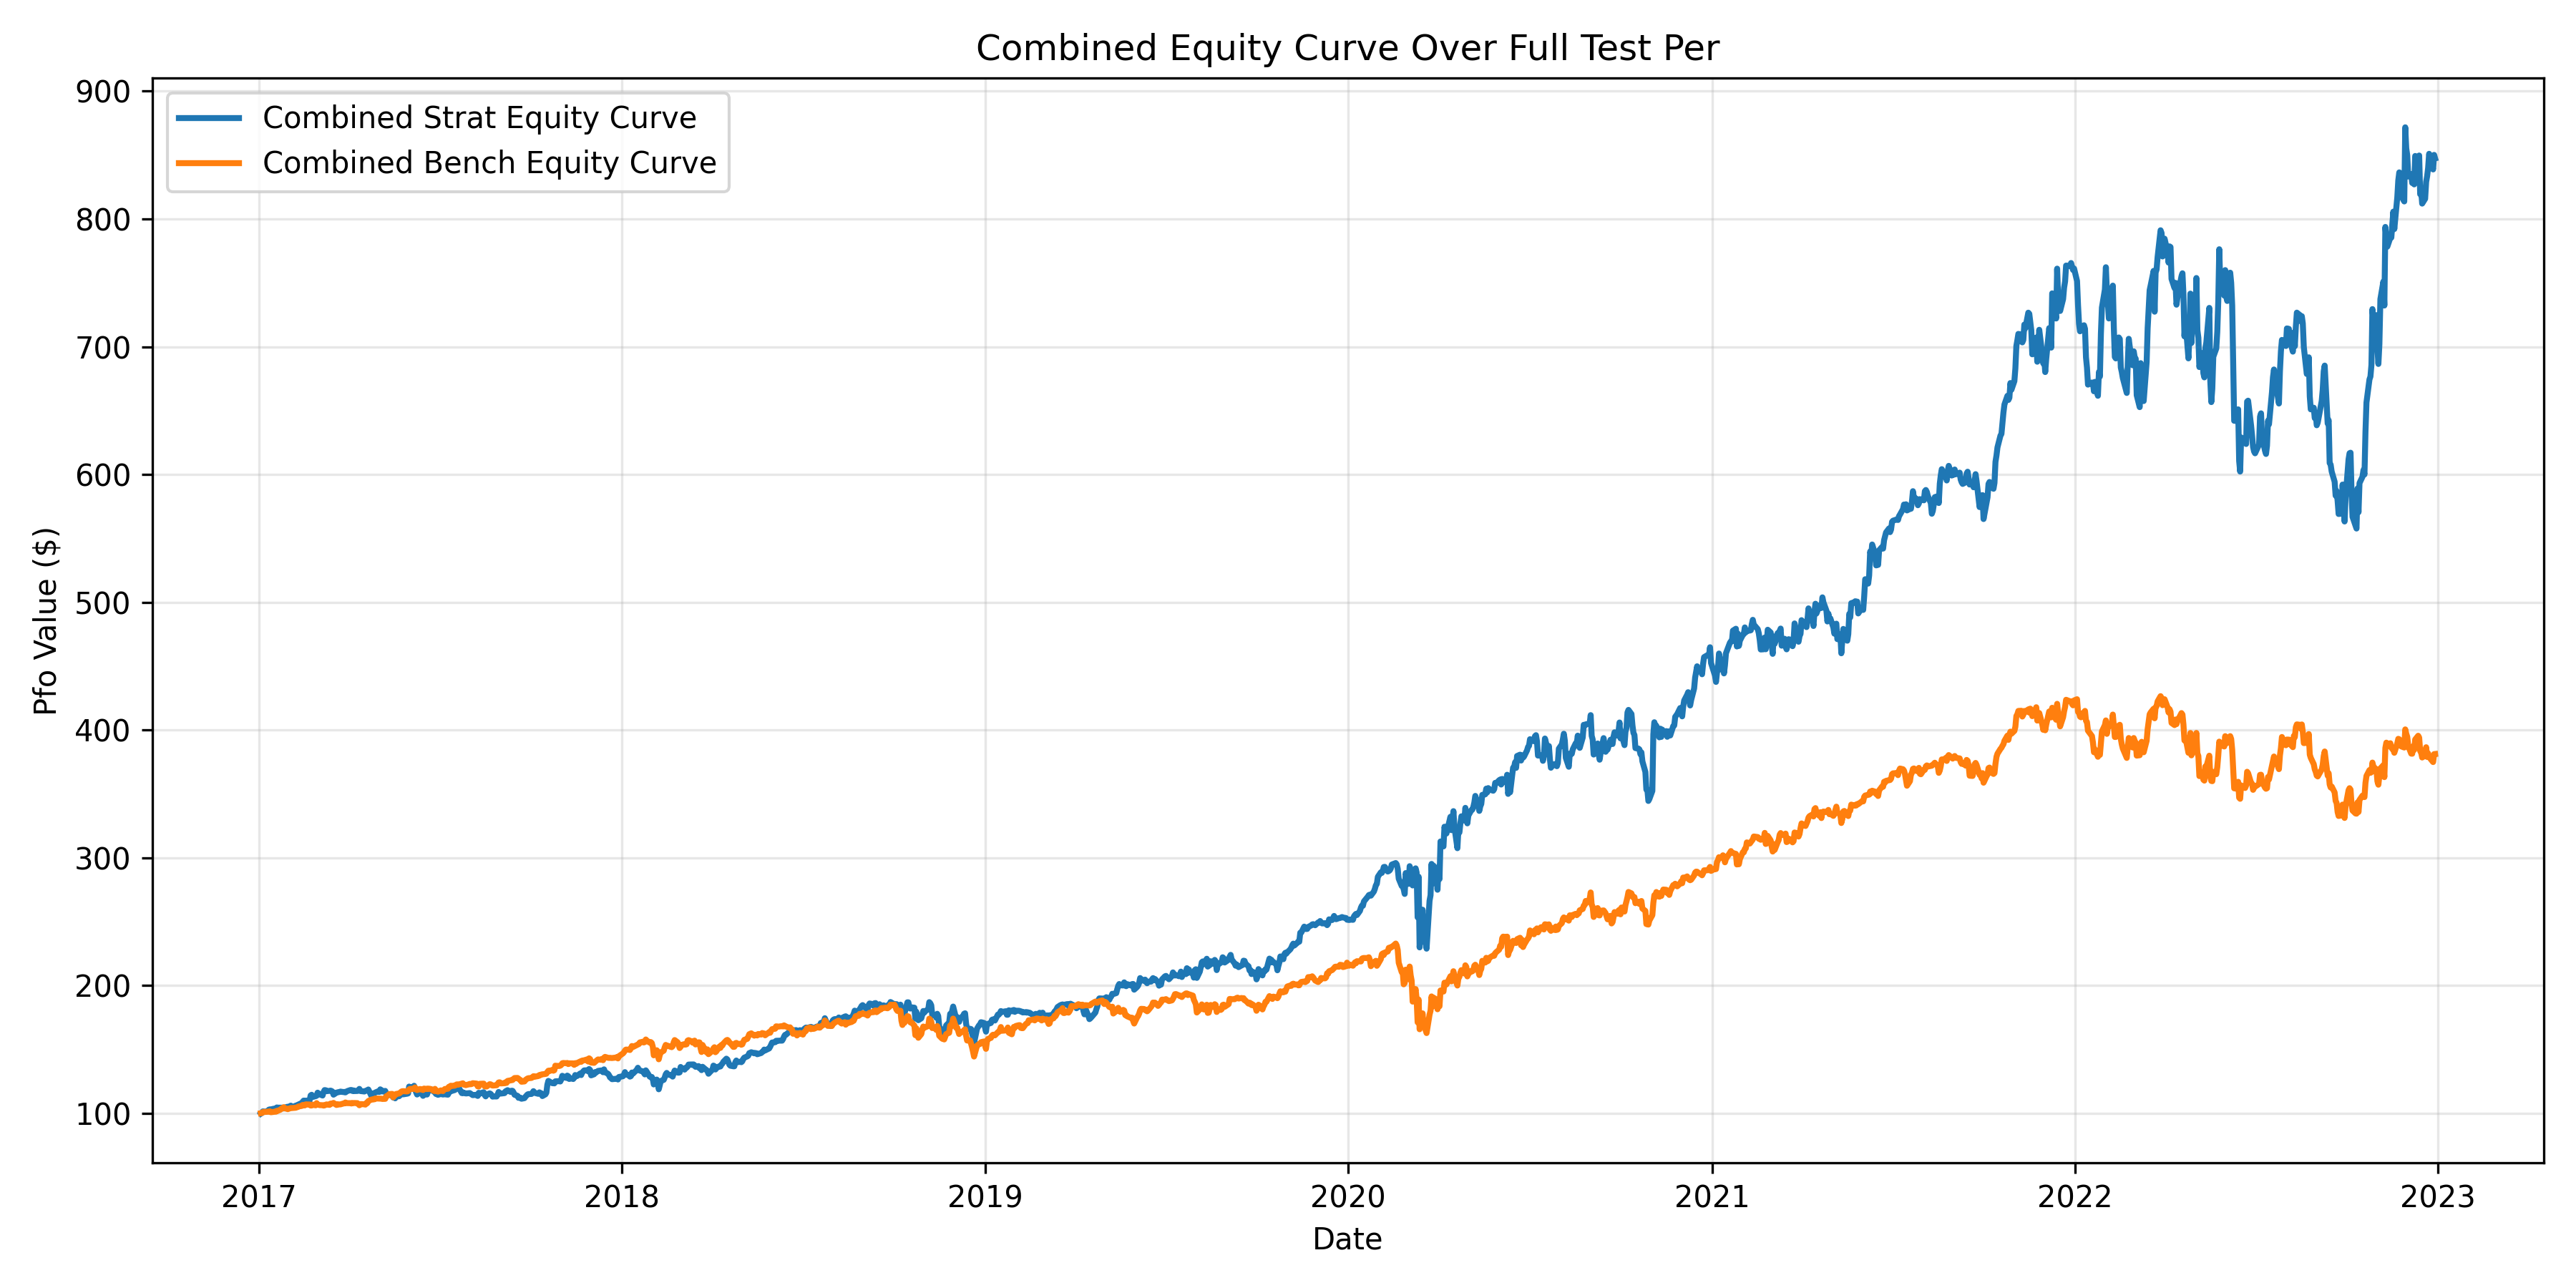 Combined Equity Curve Over Full Test Per
Combined Strat Equity Curve
Combined Bench Equity Curve
Pfo Value ($)
900
800
700
600
500
400
300
200
100
2017 2018 2019 2020 2021 2022 2023
Date